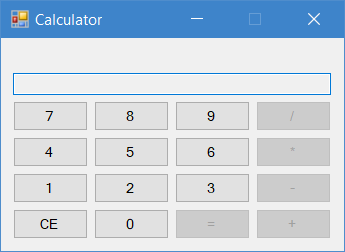 Calculator
7 8 9 /
4 5 6 *
1 2 3 -
CE 0 = +